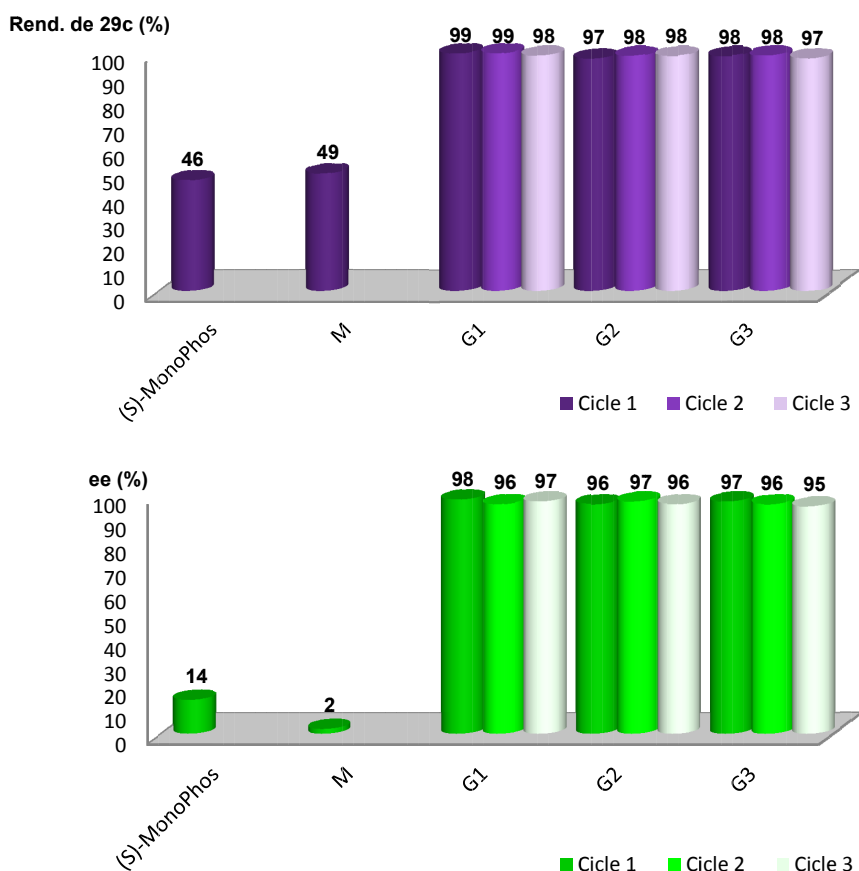 Rend. de 29c (%)
99 99 98 97 98 98 98 98 97
100
90
80
70
60
50
40
30
20
10
0
46
49
(S)-MonoPhos
M
G1
G2
G3
Cicle 1 Cicle 2 Cicle 3
ee (%)
98 96 97 96 97 96 97 96 95
100
90
80
70
60
50
40
30
20
10
0
14
2
(S)-MonoPhos
M
G1
G2
G3
Cicle 1 Cicle 2 Cicle 3